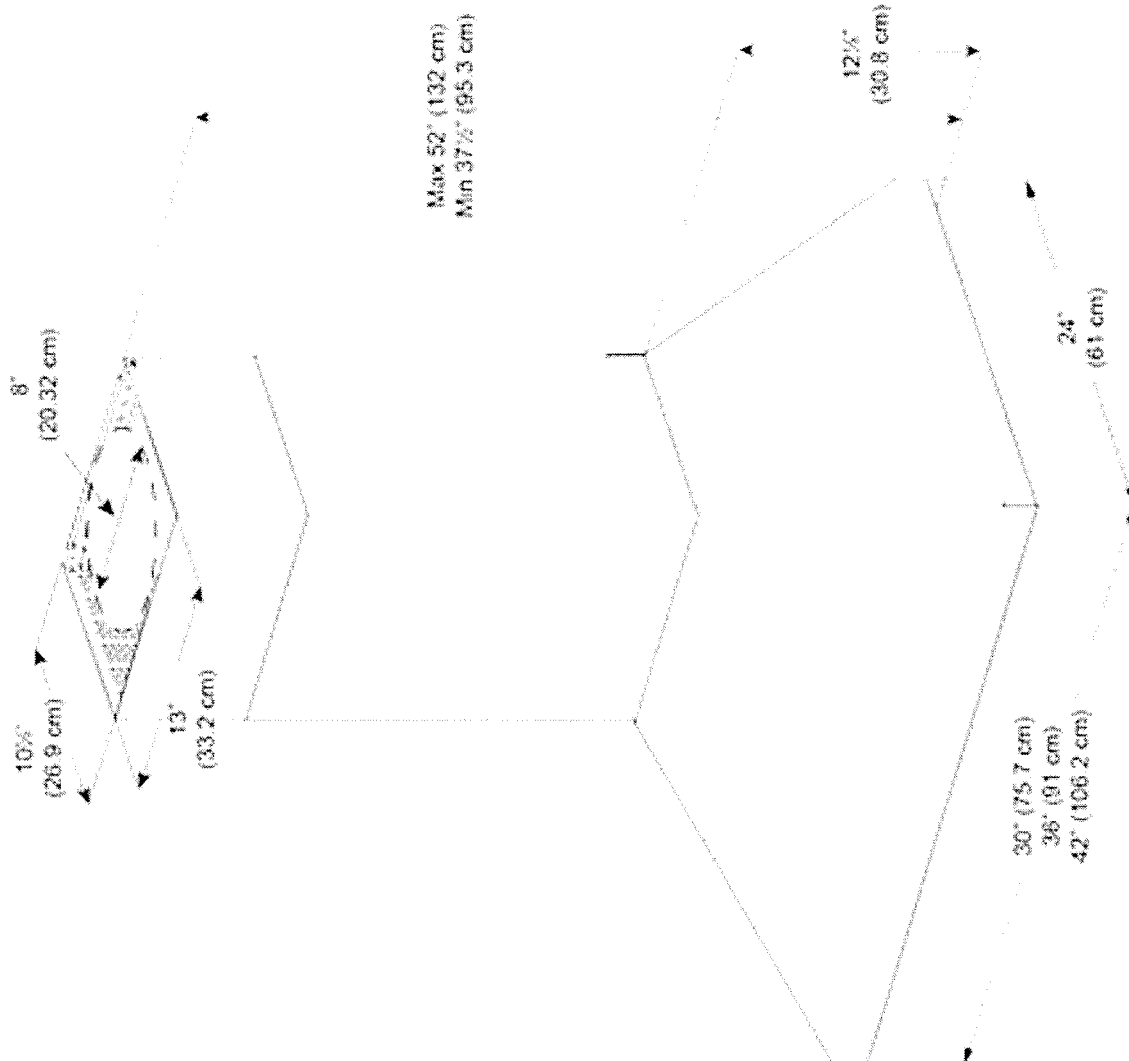 8"
(20.32 cm)
10⅝"
(26.9 cm)
13"
(33.2 cm)
Max 52" (132 cm)
Min 37½" (95.3 cm)
12⅛"
(30.8 cm)
24"
(61 cm)
30" (75.7 cm)
36" (91 cm)
42" (106.2 cm)